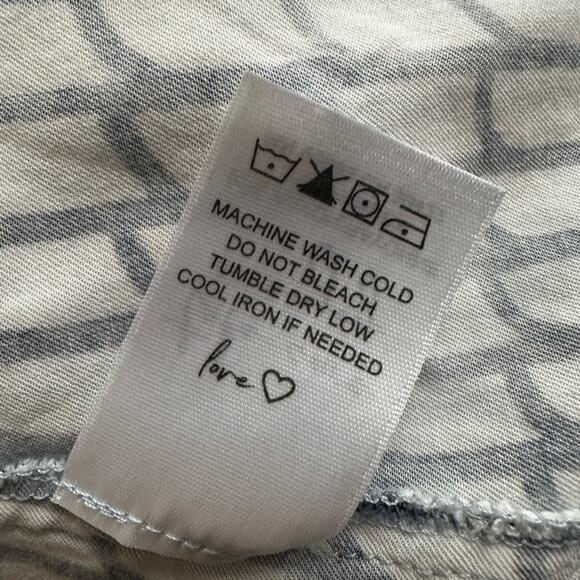 MACHINE WASH COLD
DO NOT BLEACH
TUMBLE DRY LOW
COOL IRON IF NEEDED
love